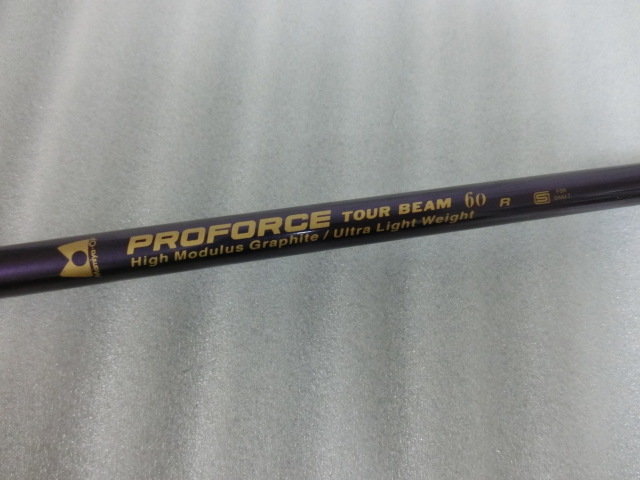 PROFORCE TOUR BEAM 60 R S
High Modulus Graphite / Ultra Light Weight